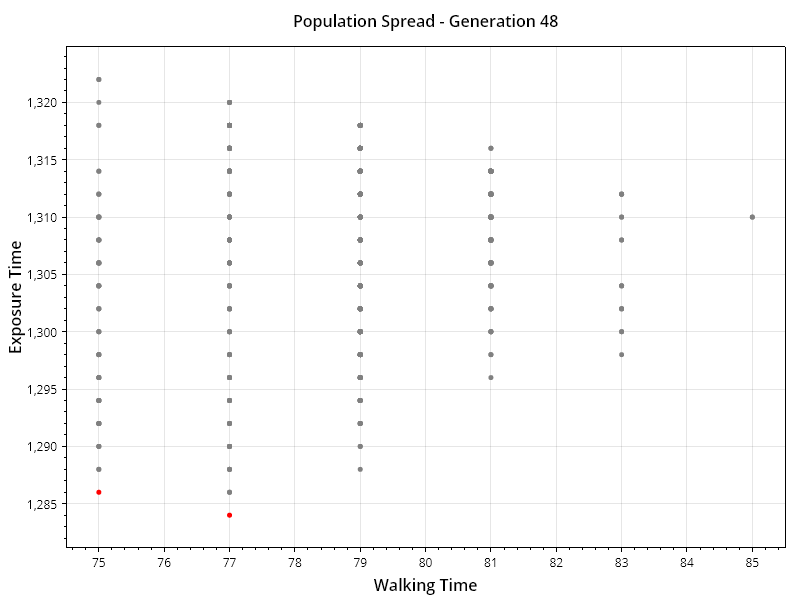 Population Spread - Generation 48
Exposure Time
1,320
1,315
1,310
1,305
1,300
1,295
1,290
1,285
75 76 77 78 79 80 81 82 83 84 85
Walking Time